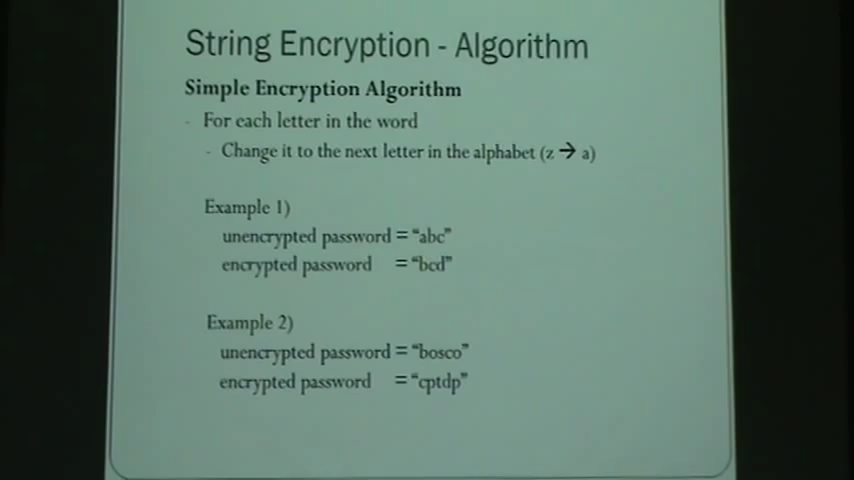 String Encryption - Algorithm
Simple Encryption Algorithm
- For each letter in the word
- Change it to the next letter in the alphabet (z → a)
Example 1)
unencrypted password = “abc”
encrypted password = “bcd”
Example 2)
unencrypted password = “bosco”
encrypted password = “cptdp”